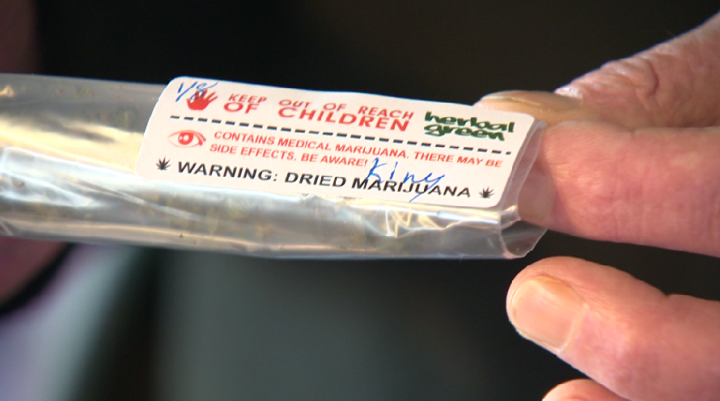 1/8
KEEP OUT OF REACH
OF CHILDREN
herbal
green
CONTAINS MEDICAL MARIJUANA. THERE MAY BE
SIDE EFFECTS. BE AWARE!
WARNING: DRIED MARIJUANA